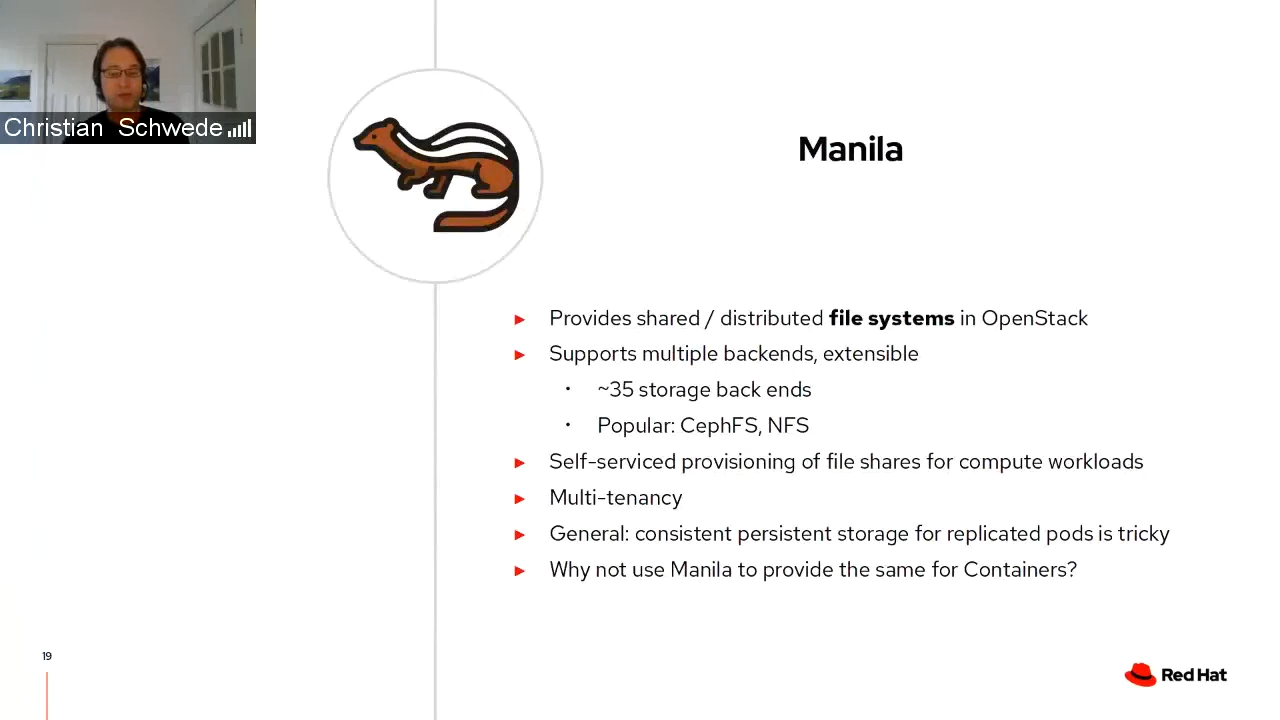 Christian Schwede
Manila
► Provides shared / distributed file systems in OpenStack
► Supports multiple backends, extensible
• ~35 storage back ends
• Popular: CephFS, NFS
► Self-serviced provisioning of file shares for compute workloads
► Multi-tenancy
► General: consistent persistent storage for replicated pods is tricky
► Why not use Manila to provide the same for Containers?
19
Red Hat